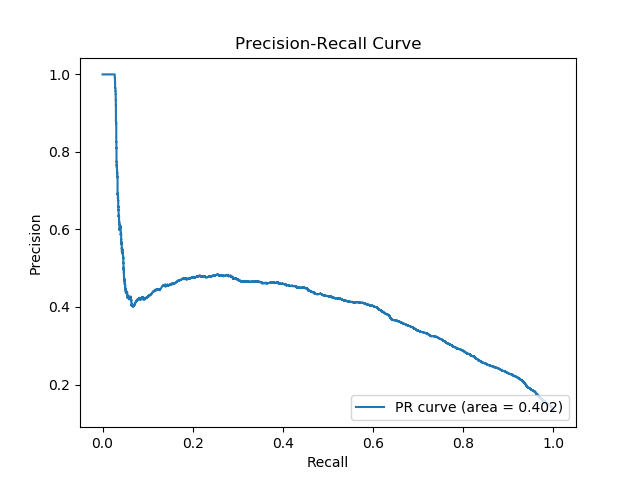 Precision-Recall Curve
1.0
0.8
0.6
0.4
0.2
Precision
0.0 0.2 0.4 0.6 0.8 1.0
Recall
PR curve (area = 0.402)